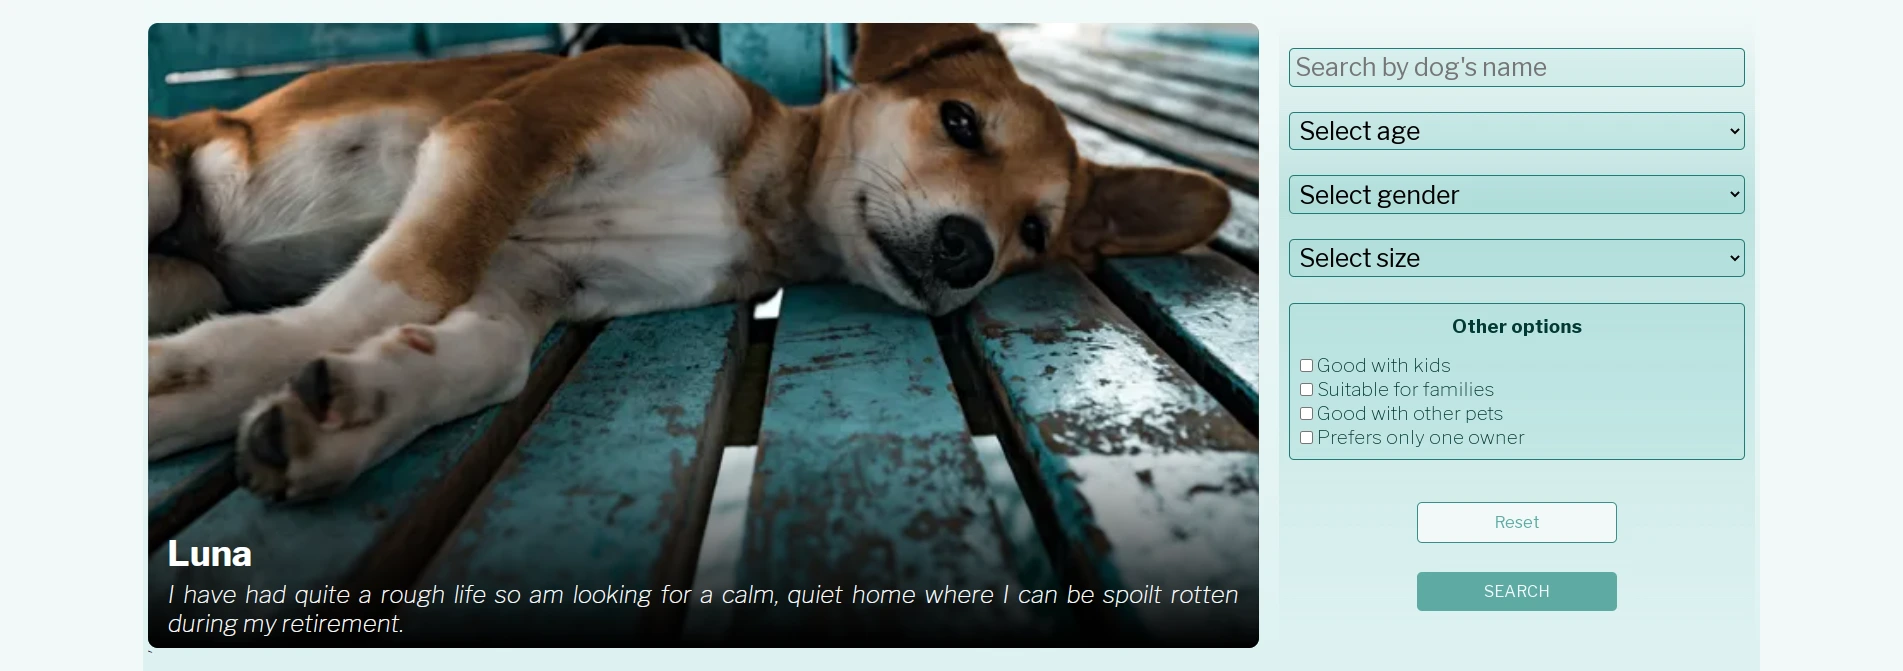 Luna
I have had quite a rough life so am looking for a calm, quiet home where I can be spoilt rotten
during my retirement.
Search by dog's name
Select age
Select gender
Select size
Other options
Good with kids
Suitable for families
Good with other pets
Prefers only one owner
Reset
SEARCH